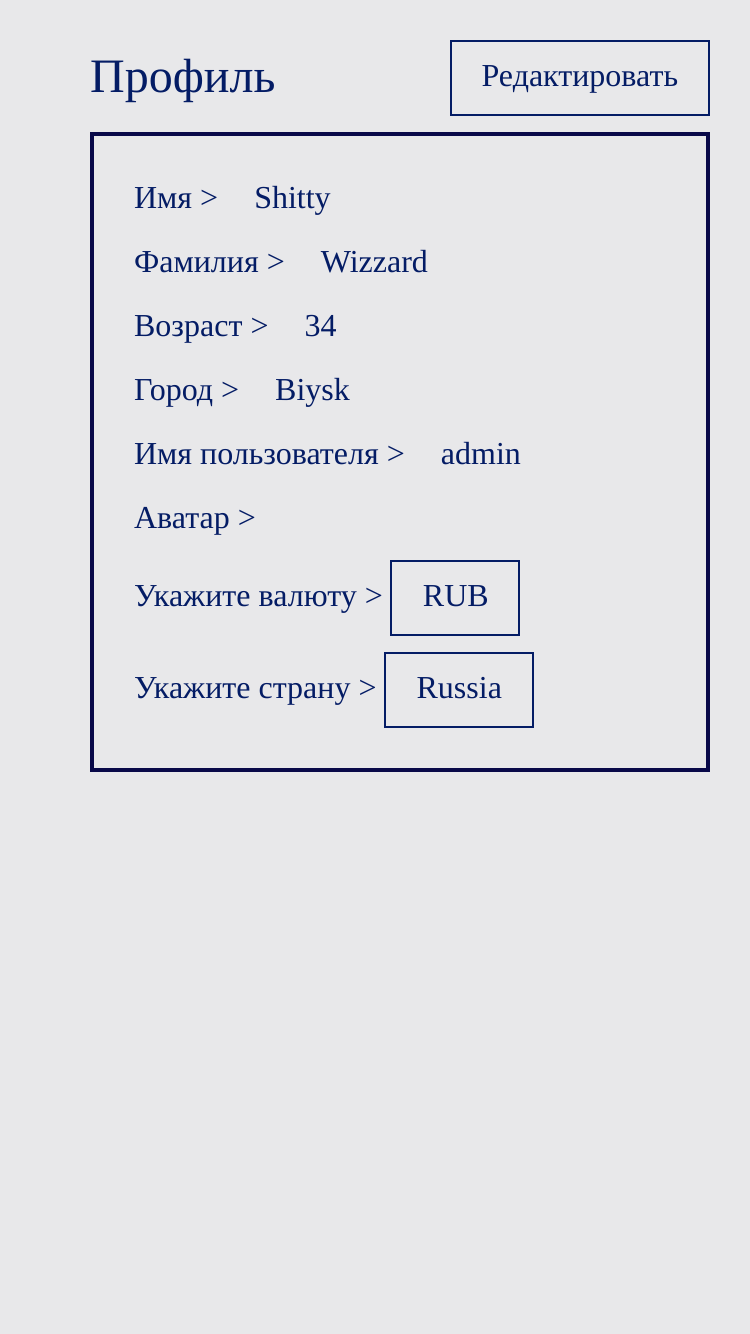 Профиль
Редактировать
Имя > Shitty
Фамилия > Wizzard
Возраст > 34
Город > Biysk
Имя пользователя > admin
Аватар >
Укажите валюту > RUB
Укажите страну > Russia